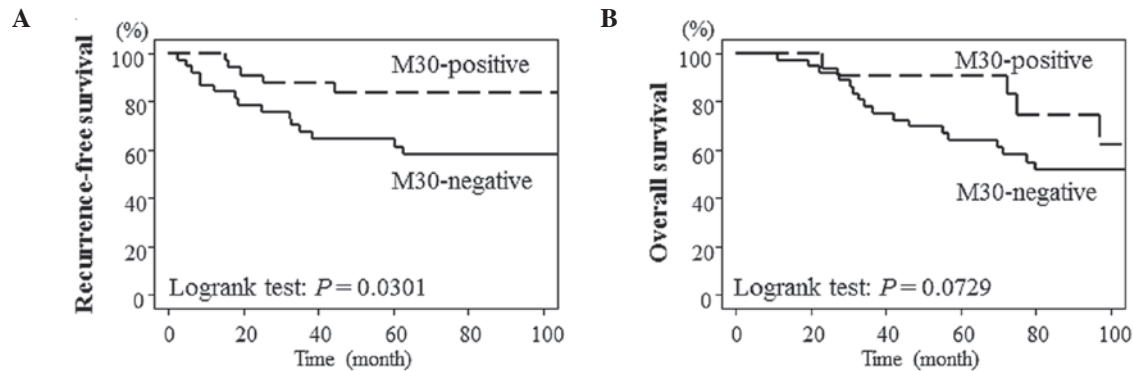 A
(%)
100
80
60
40
20
0
Recurrence-free survival
M30-positive
M30-negative
Logrank test: P = 0.0301
0 20 40 60 80 100
Time (month)
B
(%)
100
80
60
40
20
0
Overall survival
M30-positive
M30-negative
Logrank test: P = 0.0729
0 20 40 60 80 100
Time (month)